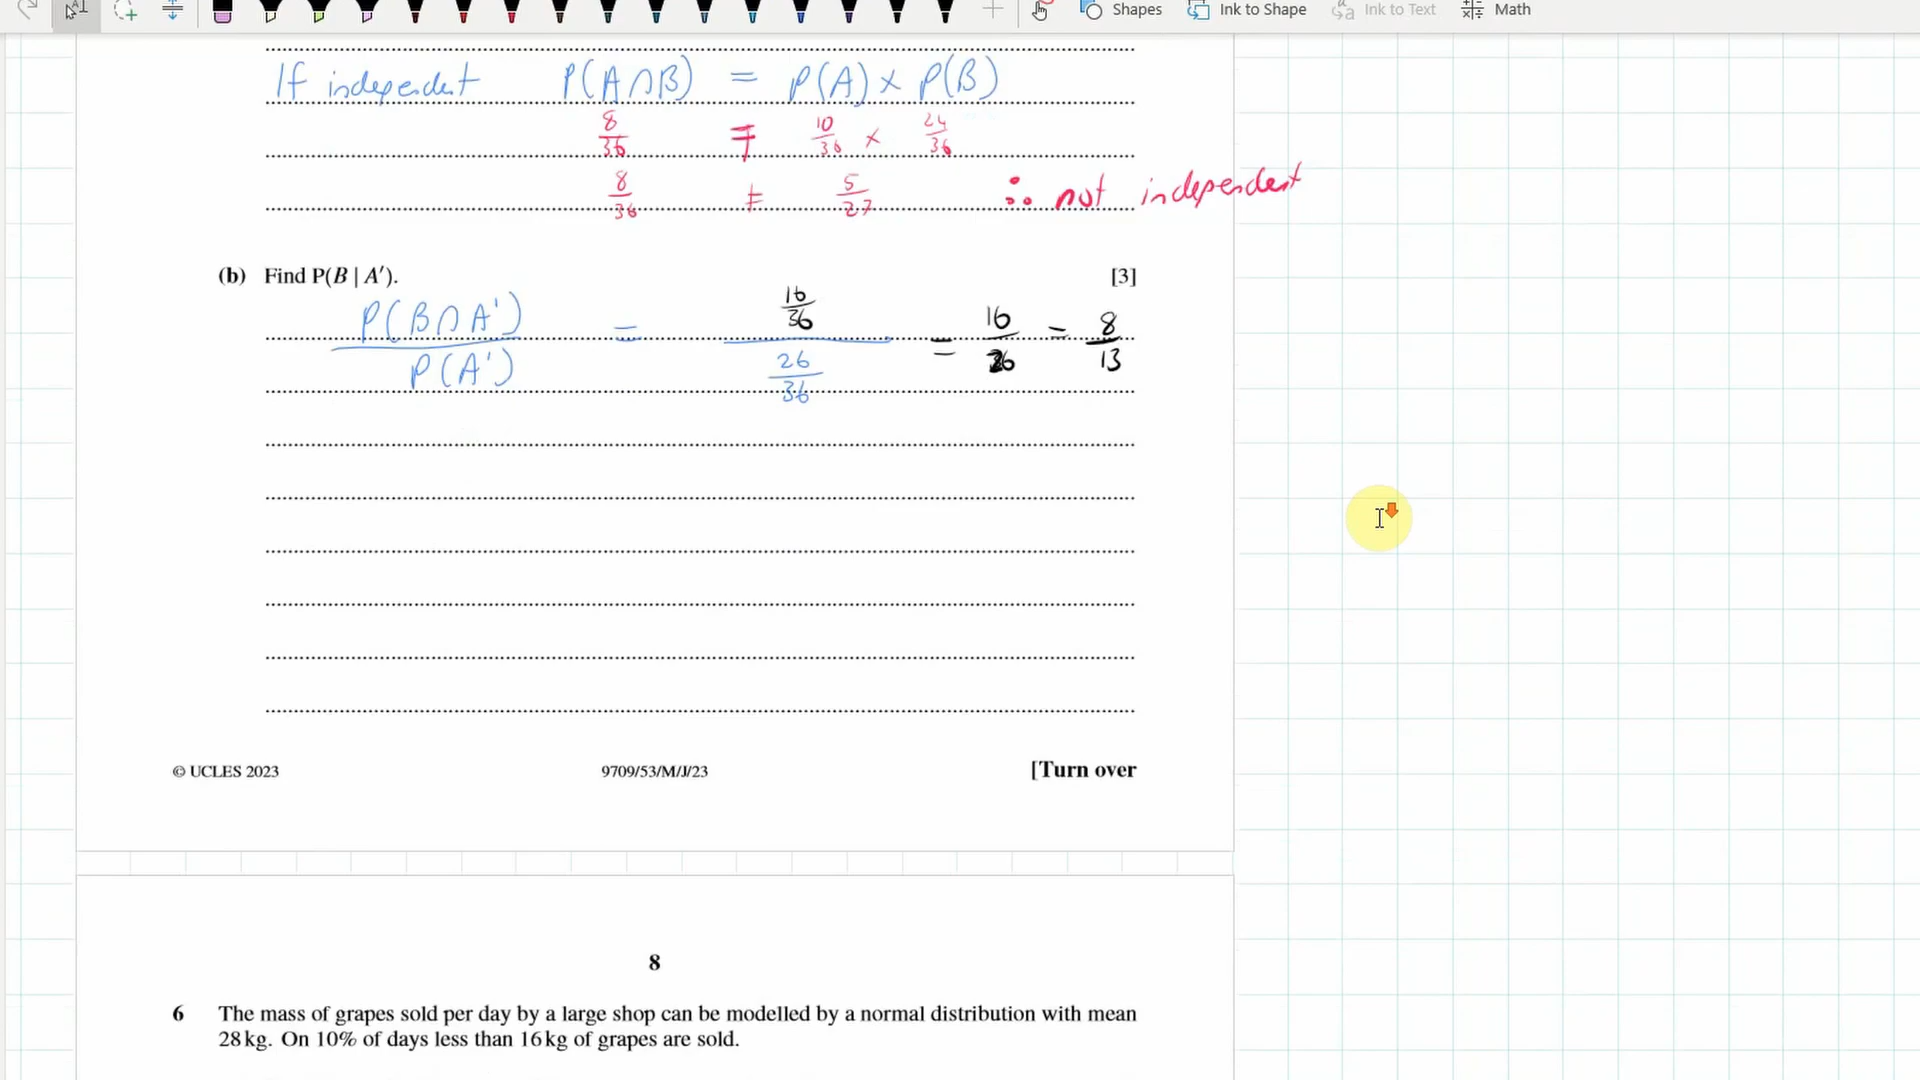 Shapes Ink to Shape Ink to Text Math
If independent P(A∩B) = P(A) × P(B)
8/36 ≠ 10/36 × 24/36
8/36 ≠ 5/27 ∴ not independent
(b) Find P(B | A′). [3]
P(B∩A')/P(A') = (16/36)/(26/36) = 16/26 = 8/13
© UCLES 2023 9709/53/M/J/23 [Turn over
8
6 The mass of grapes sold per day by a large shop can be modelled by a normal distribution with mean
28 kg. On 10% of days less than 16 kg of grapes are sold.